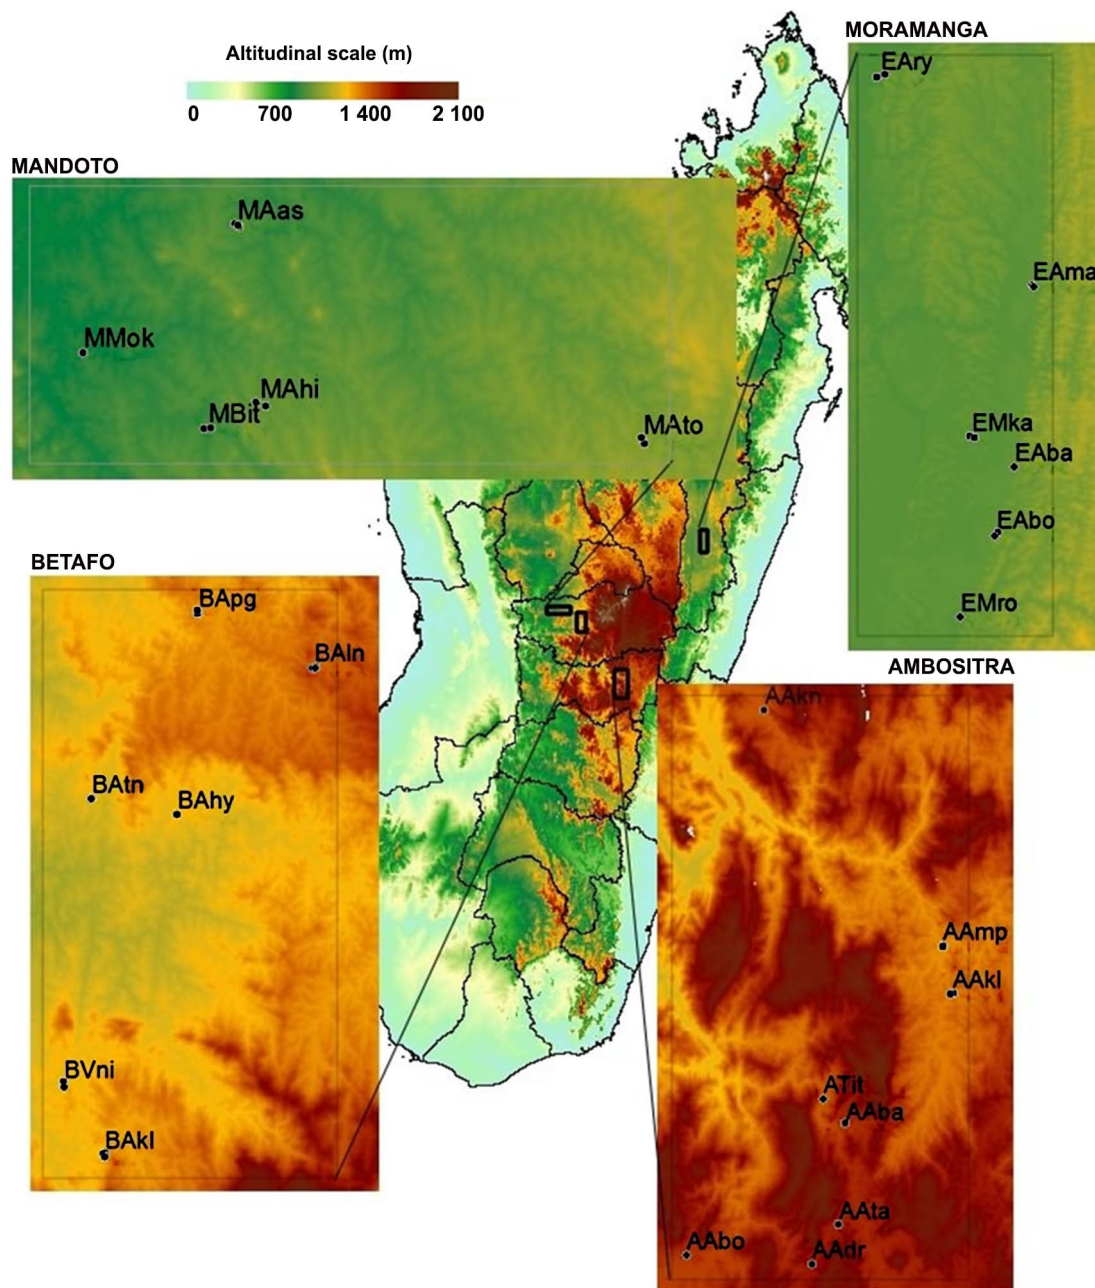 MORAMANGA
Altitudinal scale (m)
0 700 1 400 2 100
EAry
EAma
EMka
EAba
EAbo
EMro
MANDOTO
MAas
MMok
MAhi
MBit
MAto
BETAFO
BApg
BAln
BAtn
BAhy
BVni
BAkl
AMBOSITRA
AAkn
AAmp
AAkl
ATit
AAba
AAta
AAbo
AAdr